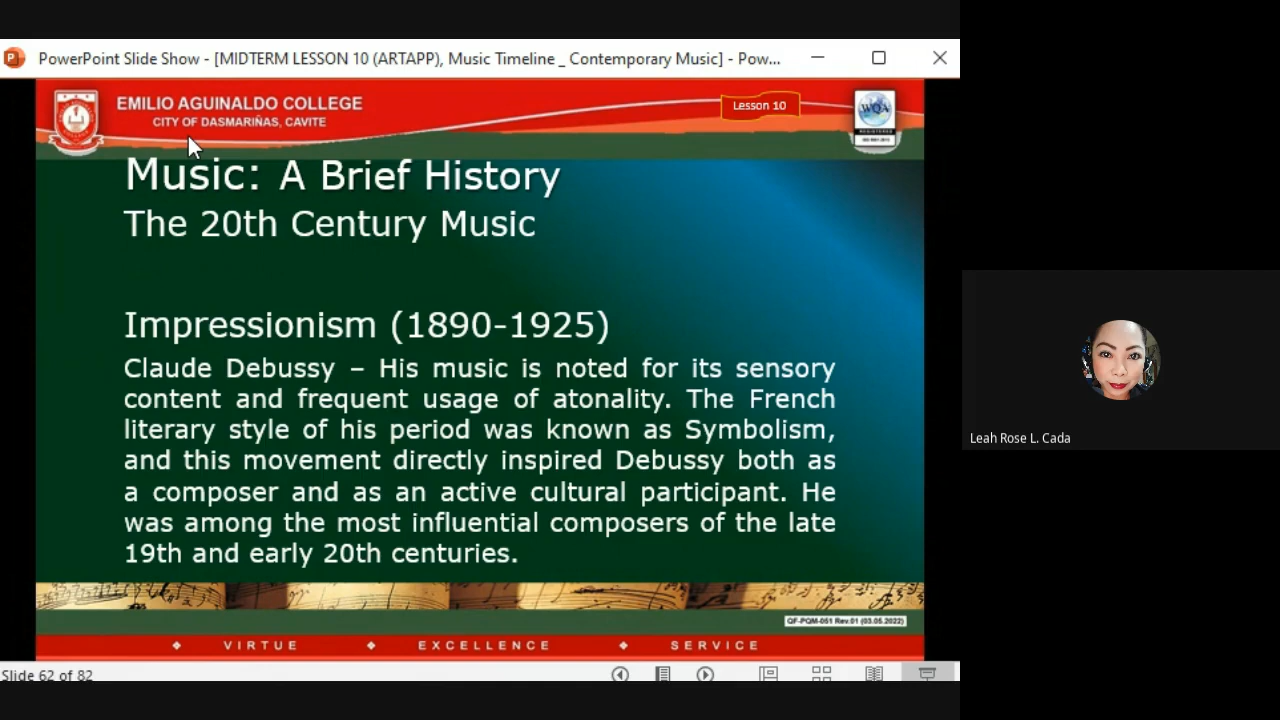 PowerPoint Slide Show - [MIDTERM LESSON 10 (ARTAPP), Music Timeline _ Contemporary Music] - Pow...
EMILIO AGUINALDO COLLEGE
CITY OF DASMARIÑAS, CAVITE
Lesson 10
WQA
Music: A Brief History
The 20th Century Music
Impressionism (1890-1925)
Claude Debussy – His music is noted for its sensory
content and frequent usage of atonality. The French
literary style of his period was known as Symbolism,
and this movement directly inspired Debussy both as
a composer and as an active cultural participant. He
was among the most influential composers of the late
19th and early 20th centuries.
Leah Rose L. Cada
QF-PQM-051 Rev.01 (03.05.2022)
VIRTUE
EXCELLENCE
SERVICE
Slide 62 of 82